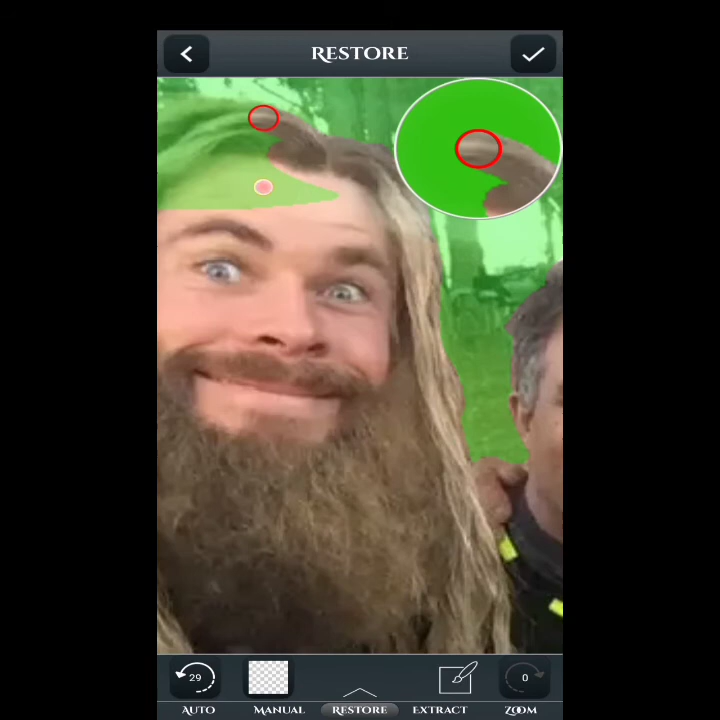 RESTORE
29
0
AUTO
MANUAL
RESTORE
EXTRACT
ZOOM